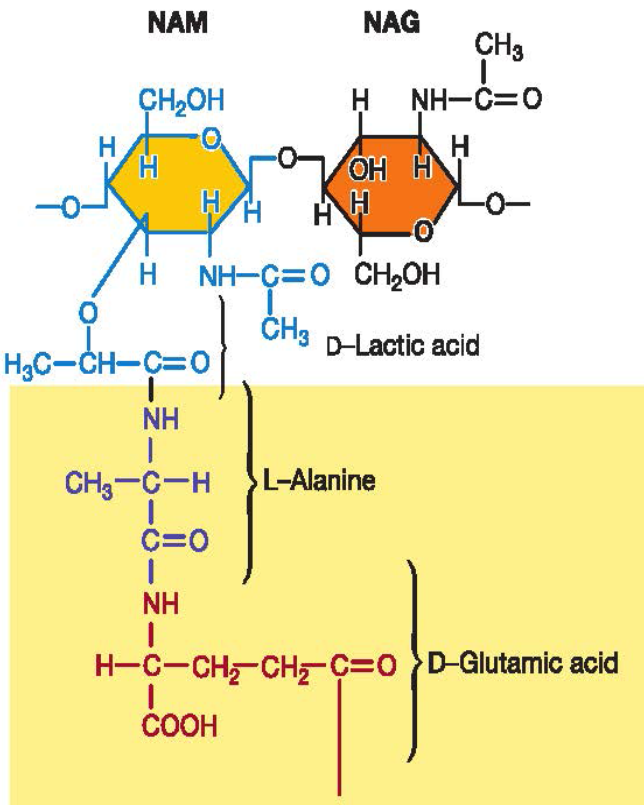 NAM NAG
CH₃
CH₂OH H NH–C=O
H O OH H H
H H
–O– O H H –O–
H H O
H NH–C=O CH₂OH
O
CH₃ D–Lactic acid
H₃C–CH–C=O
NH
CH₃–C–H L–Alanine
C=O
NH
H–C–CH₂–CH₂–C=O D–Glutamic acid
COOH